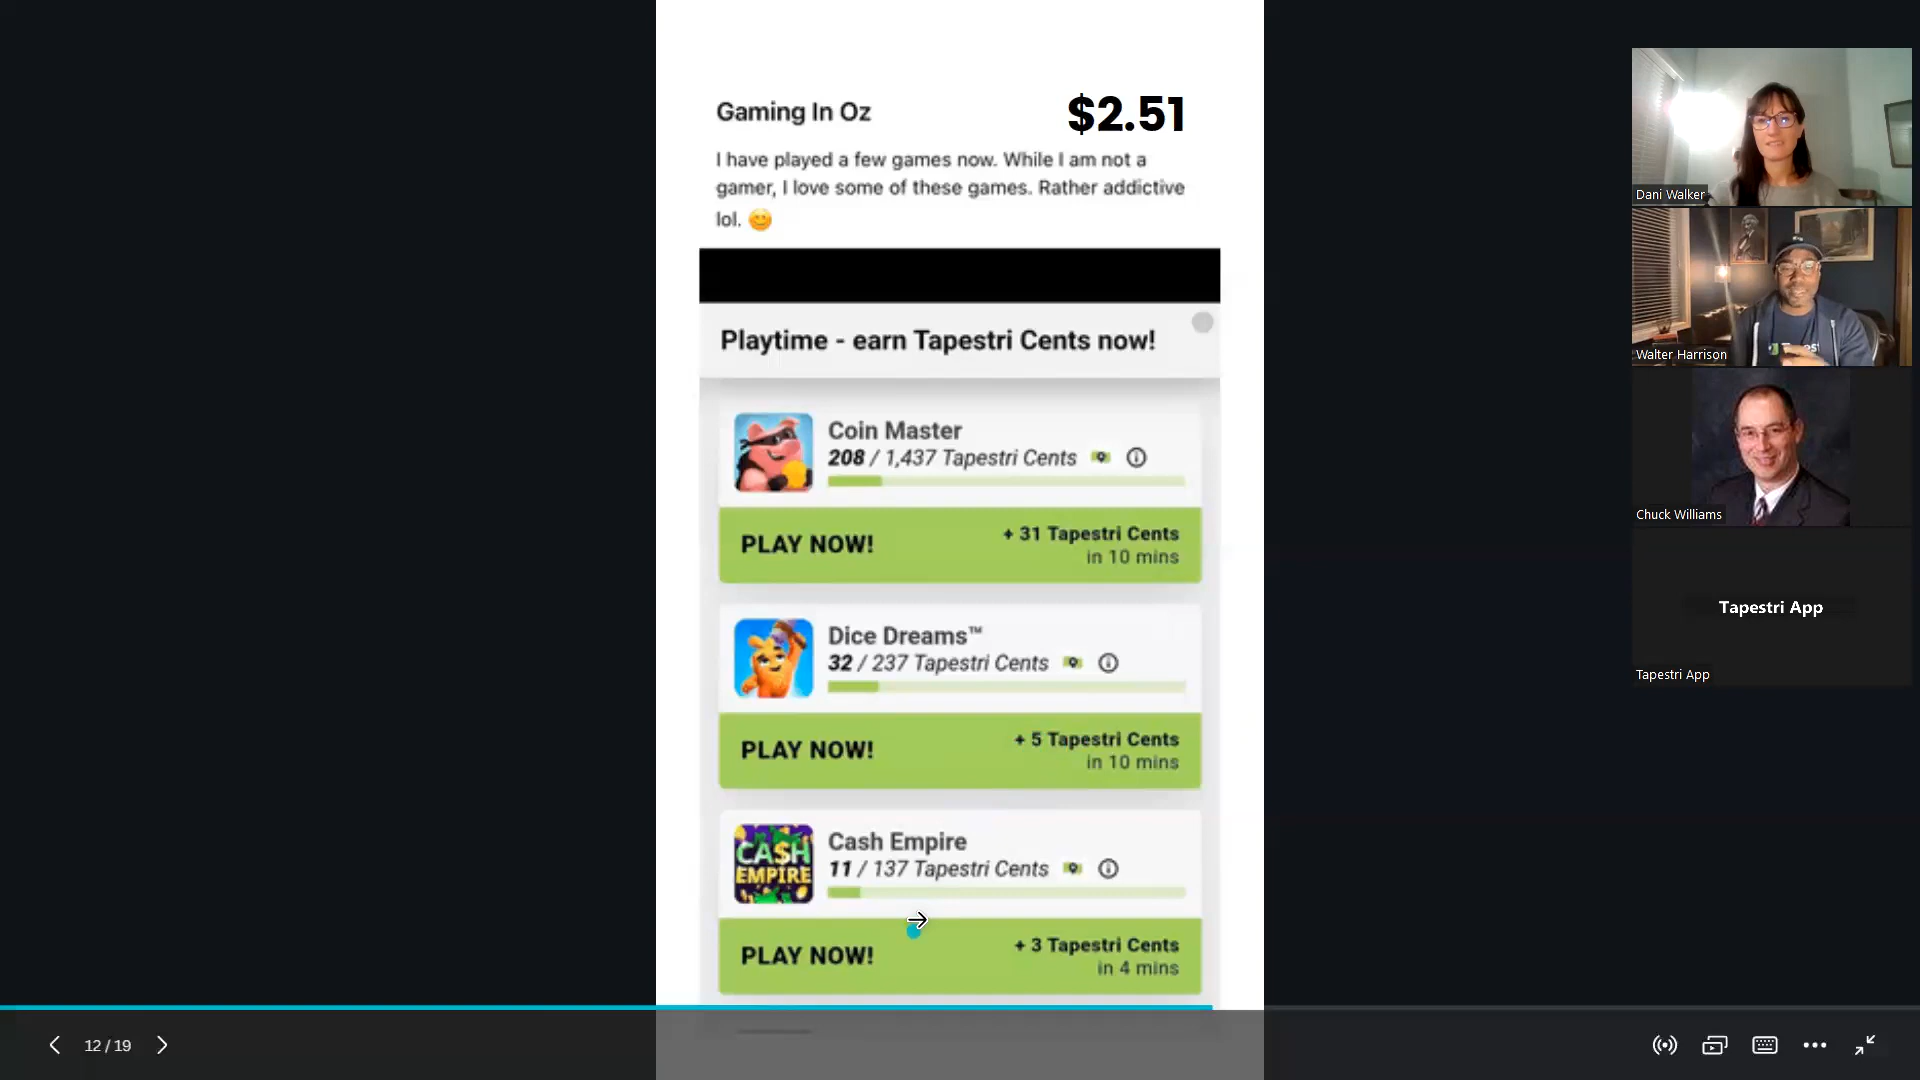 Gaming In Oz
$2.51
I have played a few games now. While I am not a
gamer, I love some of these games. Rather addictive
lol. 😊
Playtime - earn Tapestri Cents now!
Coin Master
208 / 1,437 Tapestri Cents
PLAY NOW!
+ 31 Tapestri Cents
in 10 mins
Dice Dreams™
32 / 237 Tapestri Cents
PLAY NOW!
+ 5 Tapestri Cents
in 10 mins
CASH
EMPIRE
Cash Empire
11 / 137 Tapestri Cents
PLAY NOW!
+ 3 Tapestri Cents
in 4 mins
12 / 19
Dani Walker
Walter Harrison
Chuck Williams
Tapestri App
Tapestri App